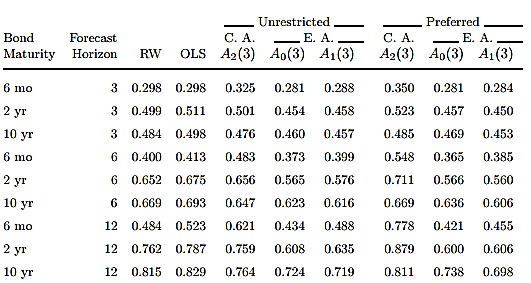 Unrestricted Preferred
Bond Forecast C. A. E. A. C. A. E. A.
Maturity Horizon RW OLS A₂(3) A₀(3) A₁(3) A₂(3) A₀(3) A₁(3)
6 mo 3 0.298 0.298 0.325 0.281 0.288 0.350 0.281 0.284
2 yr 3 0.499 0.511 0.501 0.454 0.458 0.523 0.457 0.450
10 yr 3 0.484 0.498 0.476 0.460 0.457 0.485 0.469 0.453
6 mo 6 0.400 0.413 0.483 0.373 0.399 0.548 0.365 0.385
2 yr 6 0.652 0.675 0.656 0.565 0.576 0.711 0.566 0.560
10 yr 6 0.669 0.693 0.647 0.623 0.616 0.669 0.636 0.606
6 mo 12 0.484 0.523 0.621 0.434 0.488 0.778 0.421 0.455
2 yr 12 0.762 0.787 0.759 0.608 0.635 0.879 0.600 0.606
10 yr 12 0.815 0.829 0.764 0.724 0.719 0.811 0.738 0.698